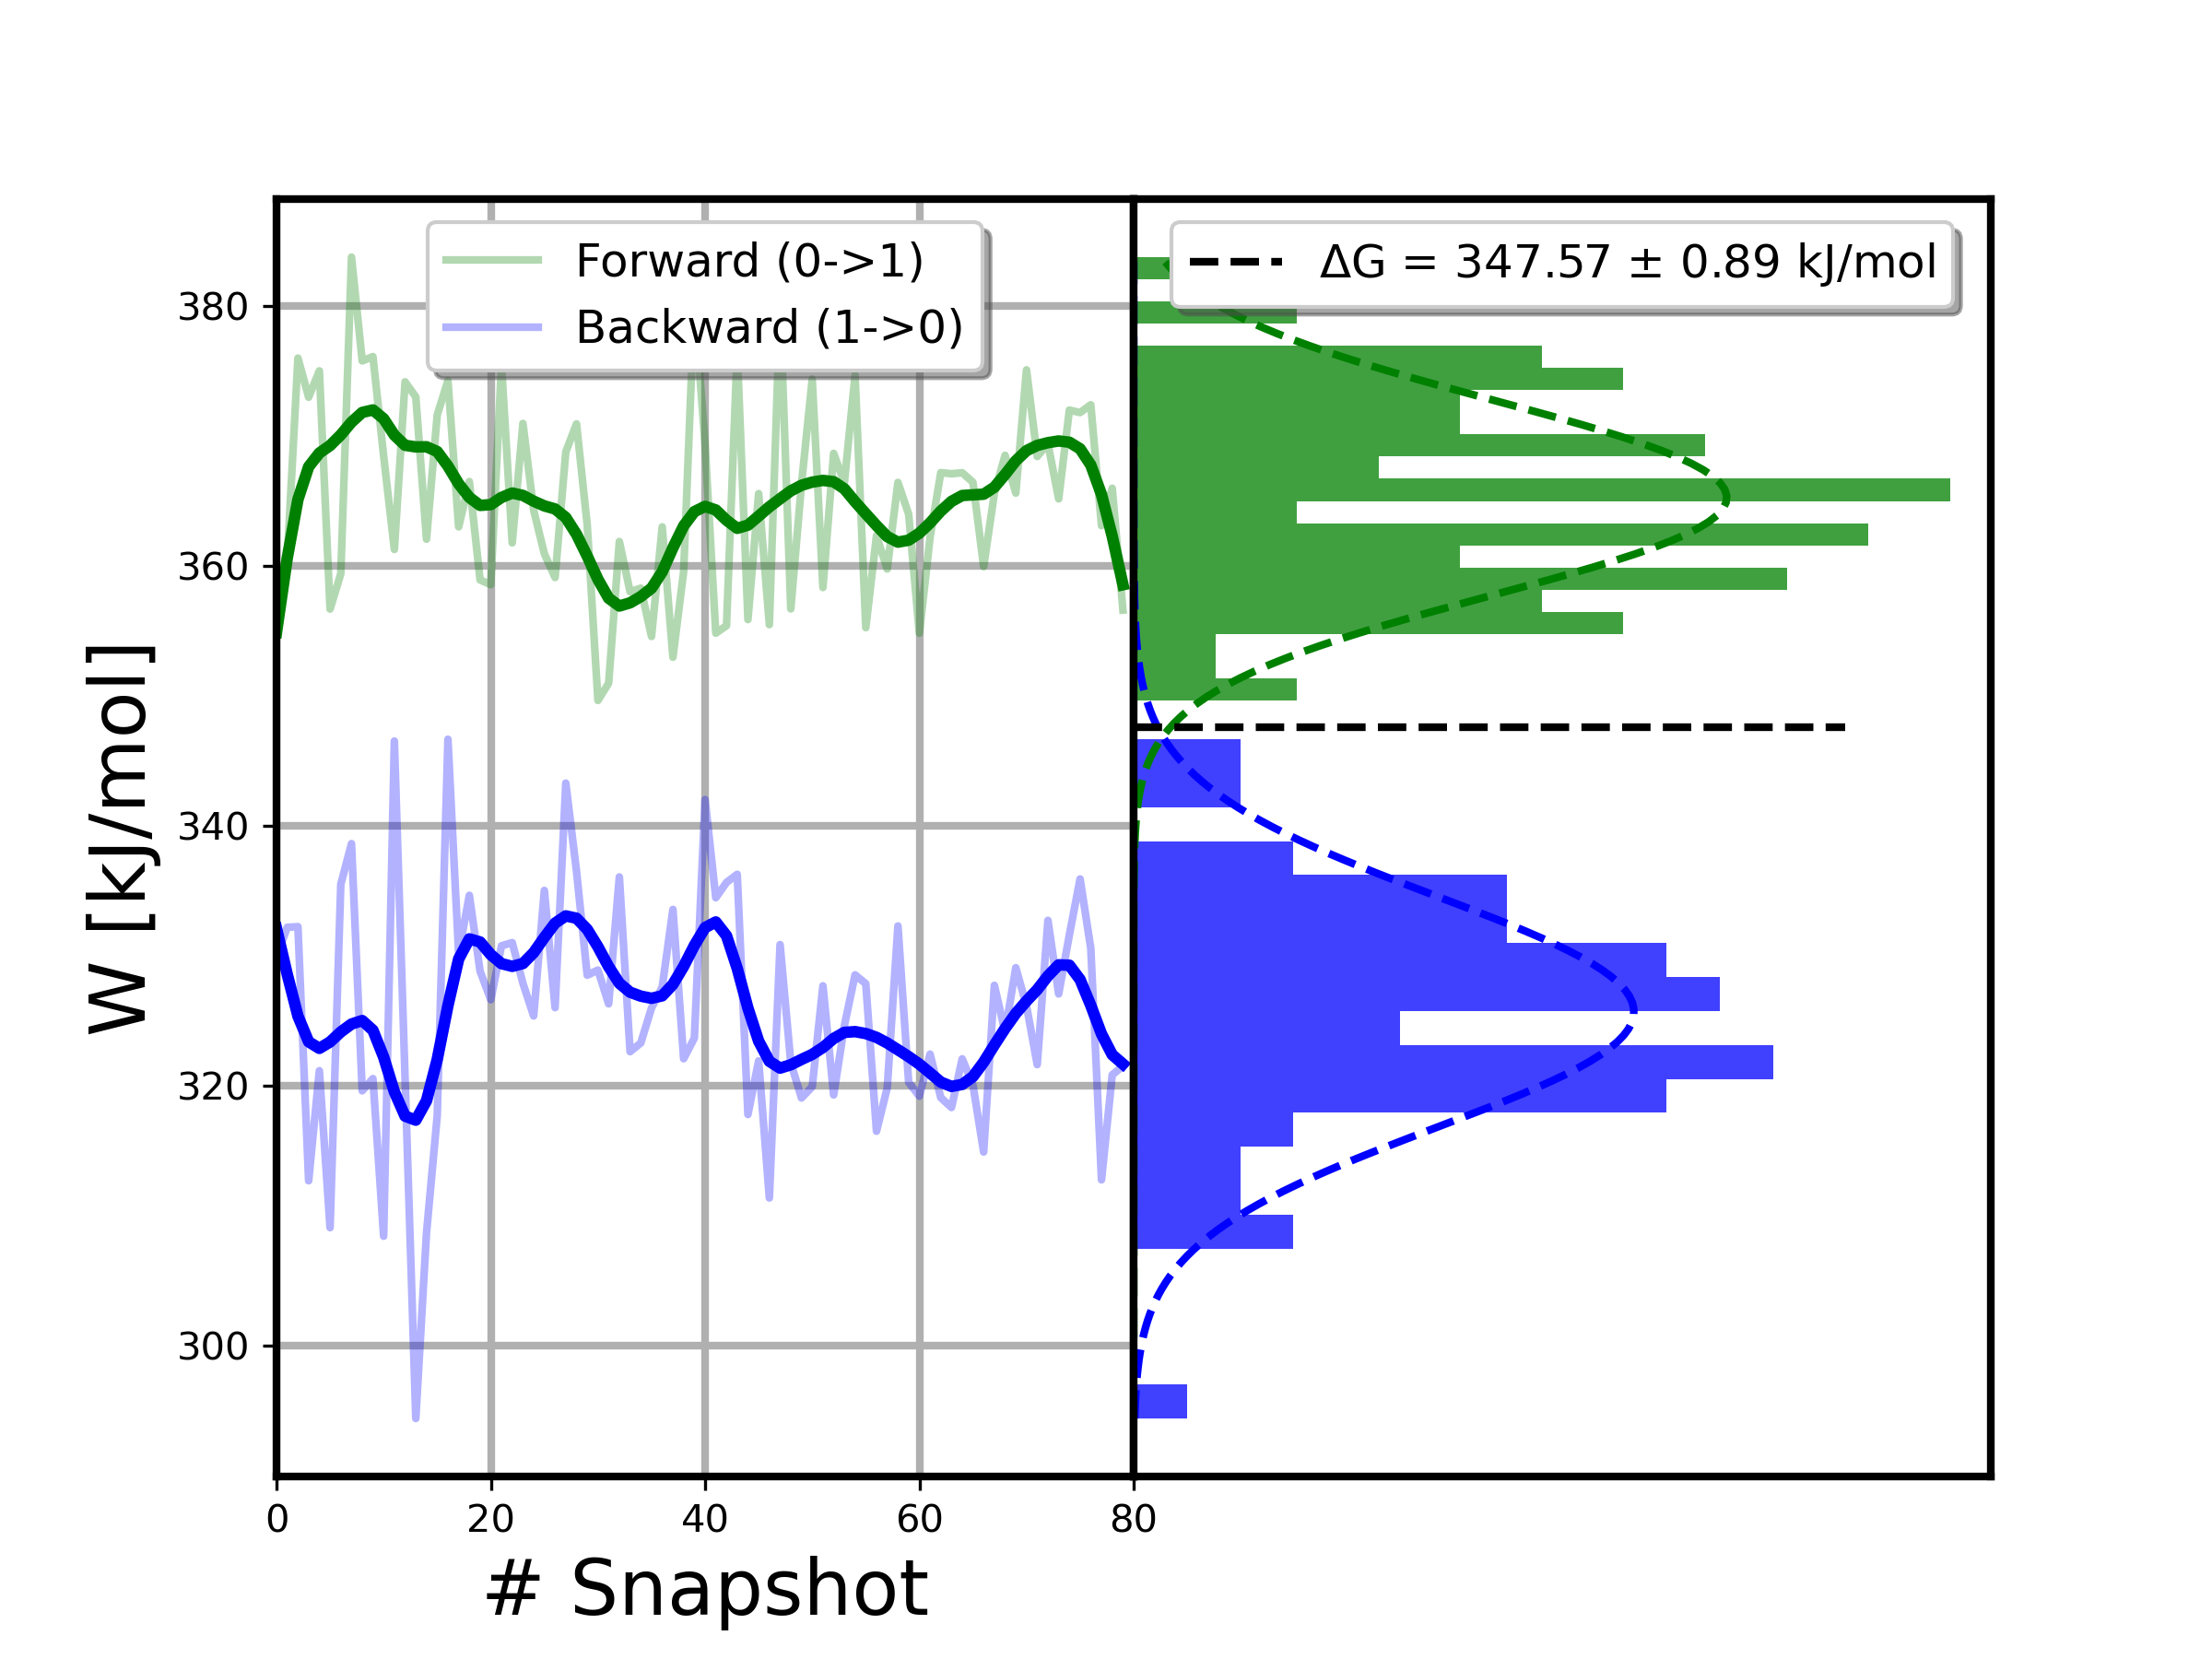 Forward (0->1)
Backward (1->0)
ΔG = 347.57 ± 0.89 kJ/mol
W [kJ/mol]
380
360
340
320
300
0 20 40 60 80
# Snapshot